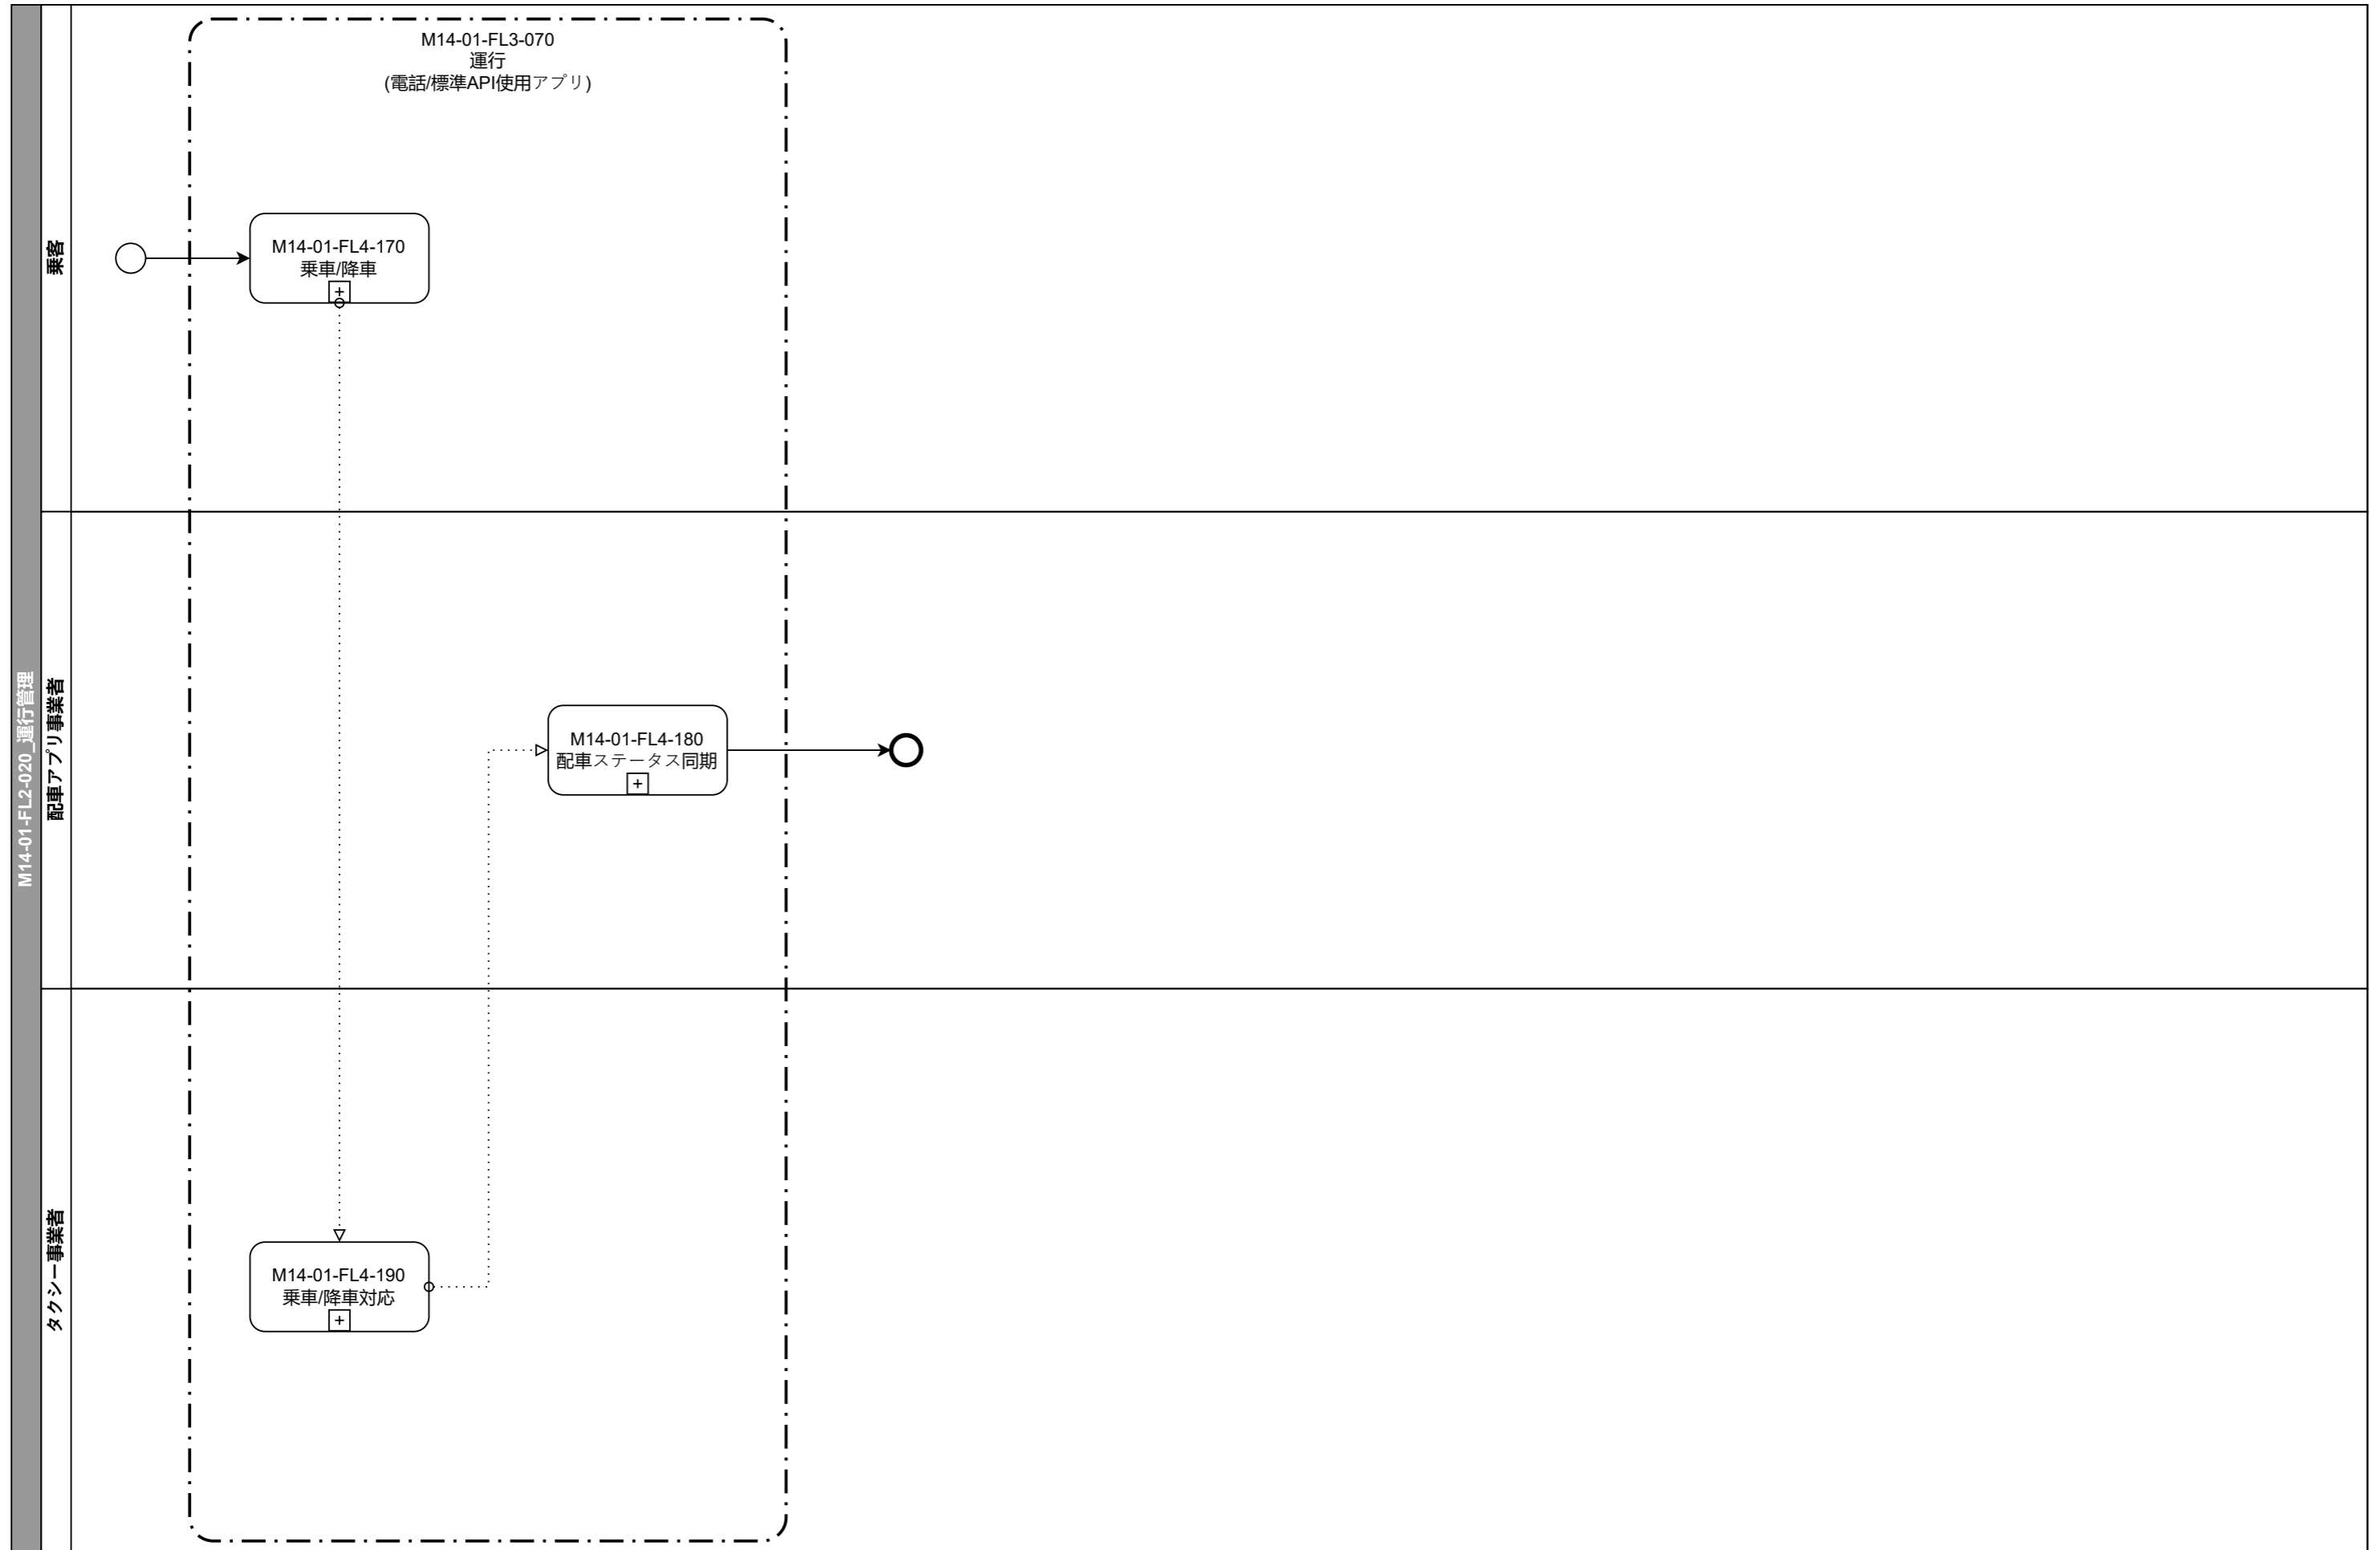 M14-01-FL2-020_運行管理
乗客
M14-01-FL3-070
運行
(電話/標準API使用アプリ)
M14-01-FL4-170
乗車/降車
+
配車アプリ事業者
M14-01-FL4-180
配車ステータス同期
+
タクシー事業者
M14-01-FL4-190
乗車/降車対応
+